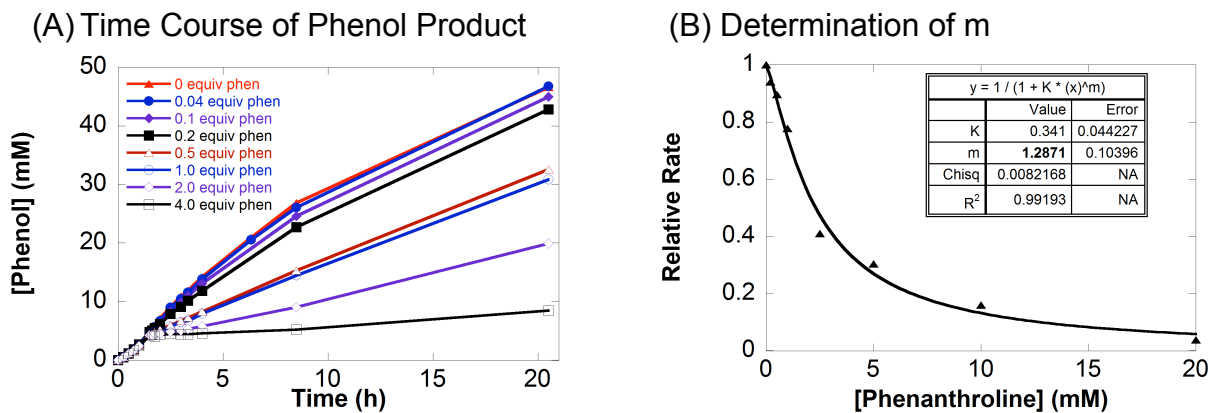 (A) Time Course of Phenol Product
50
40
30
20
10
0
0 5 10 15 20
[Phenol] (mM)
Time (h)
0 equiv phen
0.04 equiv phen
0.1 equiv phen
0.2 equiv phen
0.5 equiv phen
1.0 equiv phen
2.0 equiv phen
4.0 equiv phen
(B) Determination of m
1
0.8
0.6
0.4
0.2
0
0 5 10 15 20
Relative Rate
[Phenanthroline] (mM)
y = 1 / (1 + K * (x)^m)
Value Error
K 0.341 0.044227
m 1.2871 0.10396
Chisq 0.0082168 NA
R² 0.99193 NA